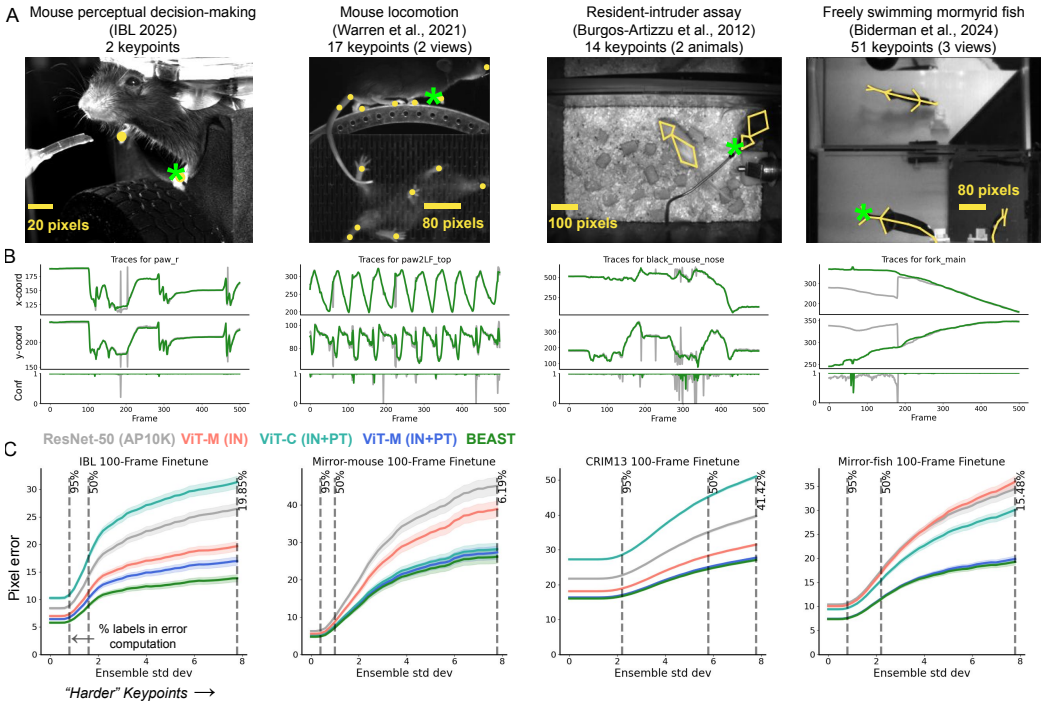 A
Mouse perceptual decision-making
(IBL 2025)
2 keypoints
Mouse locomotion
(Warren et al., 2021)
17 keypoints (2 views)
Resident-intruder assay
(Burgos-Artizzu et al., 2012)
14 keypoints (2 animals)
Freely swimming mormyrid fish
(Biderman et al., 2024)
51 keypoints (3 views)
20 pixels
80 pixels
100 pixels
80 pixels
B
Traces for paw_r
x-coord
175
150
125
y-coord
200
150
Conf
1
0
0 100 200 300 400 500
Frame
Traces for paw2LF_top
300
250
200
100
80
1
0
0 100 200 300 400 500
Frame
Traces for black_mouse_nose
500
250
300
200
100
1
0
0 100 200 300 400 500
Frame
Traces for fork_main
300
200
350
300
250
1
0
0 100 200 300 400 500
Frame
ResNet-50 (AP10K) ViT-M (IN) ViT-C (IN+PT) ViT-M (IN+PT) BEAST
C
IBL 100-Frame Finetune
Pixel error
30
25
20
15
10
5
0
95%
50%
19.85%
% labels in error
computation
0 2 4 6 8
Ensemble std dev
"Harder" Keypoints →
Mirror-mouse 100-Frame Finetune
50
40
30
20
10
0
95%
50%
6.19%
0 2 4 6 8
Ensemble std dev
CRIM13 100-Frame Finetune
50
40
30
20
10
0
95%
50%
41.42%
0 2 4 6 8
Ensemble std dev
Mirror-fish 100-Frame Finetune
35
30
25
20
15
10
5
0
95%
50%
15.48%
0 2 4 6 8
Ensemble std dev